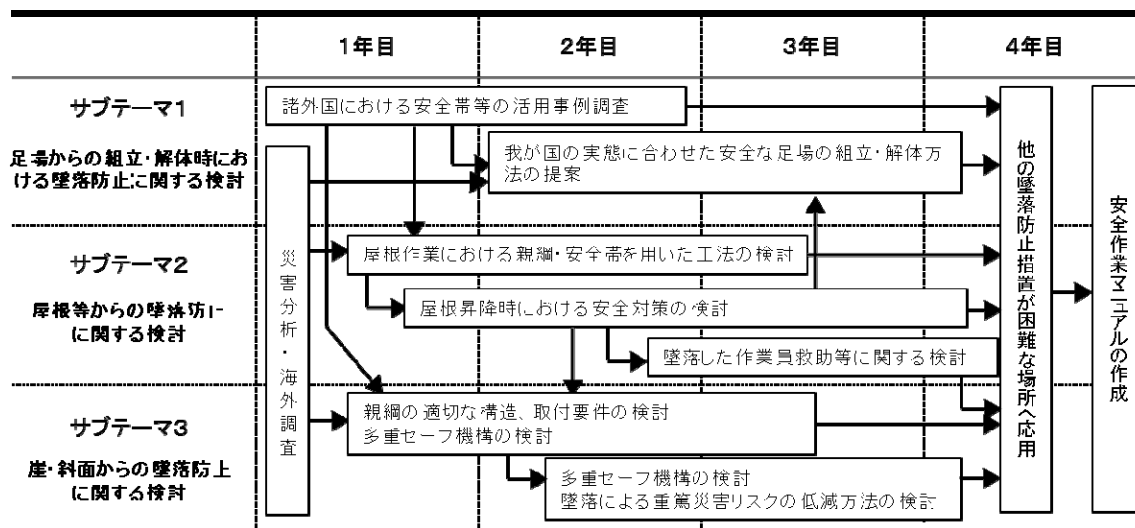 1年目
2年目
3年目
4年目
サブテーマ1
足場からの組立・解体時にお
ける墜落防止に関する検討
諸外国における安全帯等の活用事例調査
我が国の実態に合わせた安全な足場の組立・解体方
法の提案
災害分析・海外調査
サブテーマ2
屋根等からの墜落防止
に関する検討
屋根作業における親綱・安全帯を用いた工法の検討
屋根昇降時における安全対策の検討
墜落した作業員救助等に関する検討
サブテーマ3
崖・斜面からの墜落防止
に関する検討
親綱の適切な構造、取付要件の検討
多重セーフ機構の検討
多重セーフ機構の検討
墜落による重篤災害リスクの低減方法の検討
他の墜落防止措置が困難な場所へ応用
安全作業マニュアルの作成